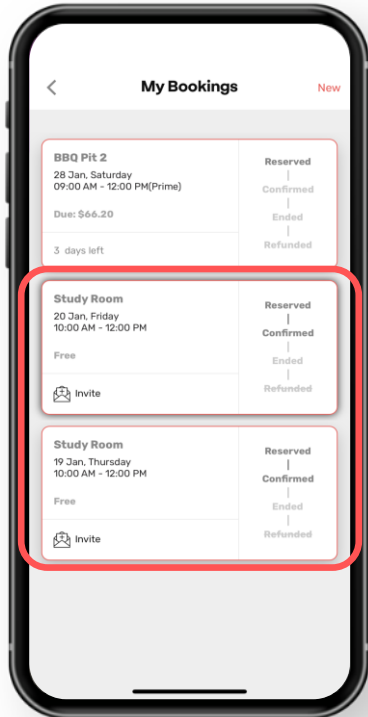 My Bookings
New
BBQ Pit 2
28 Jan, Saturday
09:00 AM - 12:00 PM(Prime)
Due: $66.20
3 days left
Reserved
Confirmed
Ended
Refunded
Study Room
20 Jan, Friday
10:00 AM - 12:00 PM
Free
Invite
Reserved
Confirmed
Ended
Refunded
Study Room
19 Jan, Thursday
10:00 AM - 12:00 PM
Free
Invite
Reserved
Confirmed
Ended
Refunded